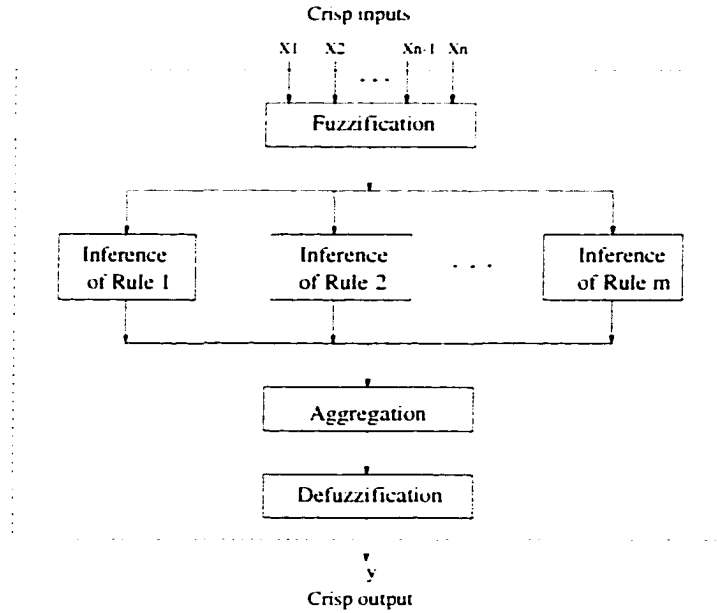 Crisp inputs
X1 X2 ... Xn-1 Xn
Fuzzification
Inference
of Rule 1
Inference
of Rule 2
. . .
Inference
of Rule m
Aggregation
Defuzzification
y
Crisp output